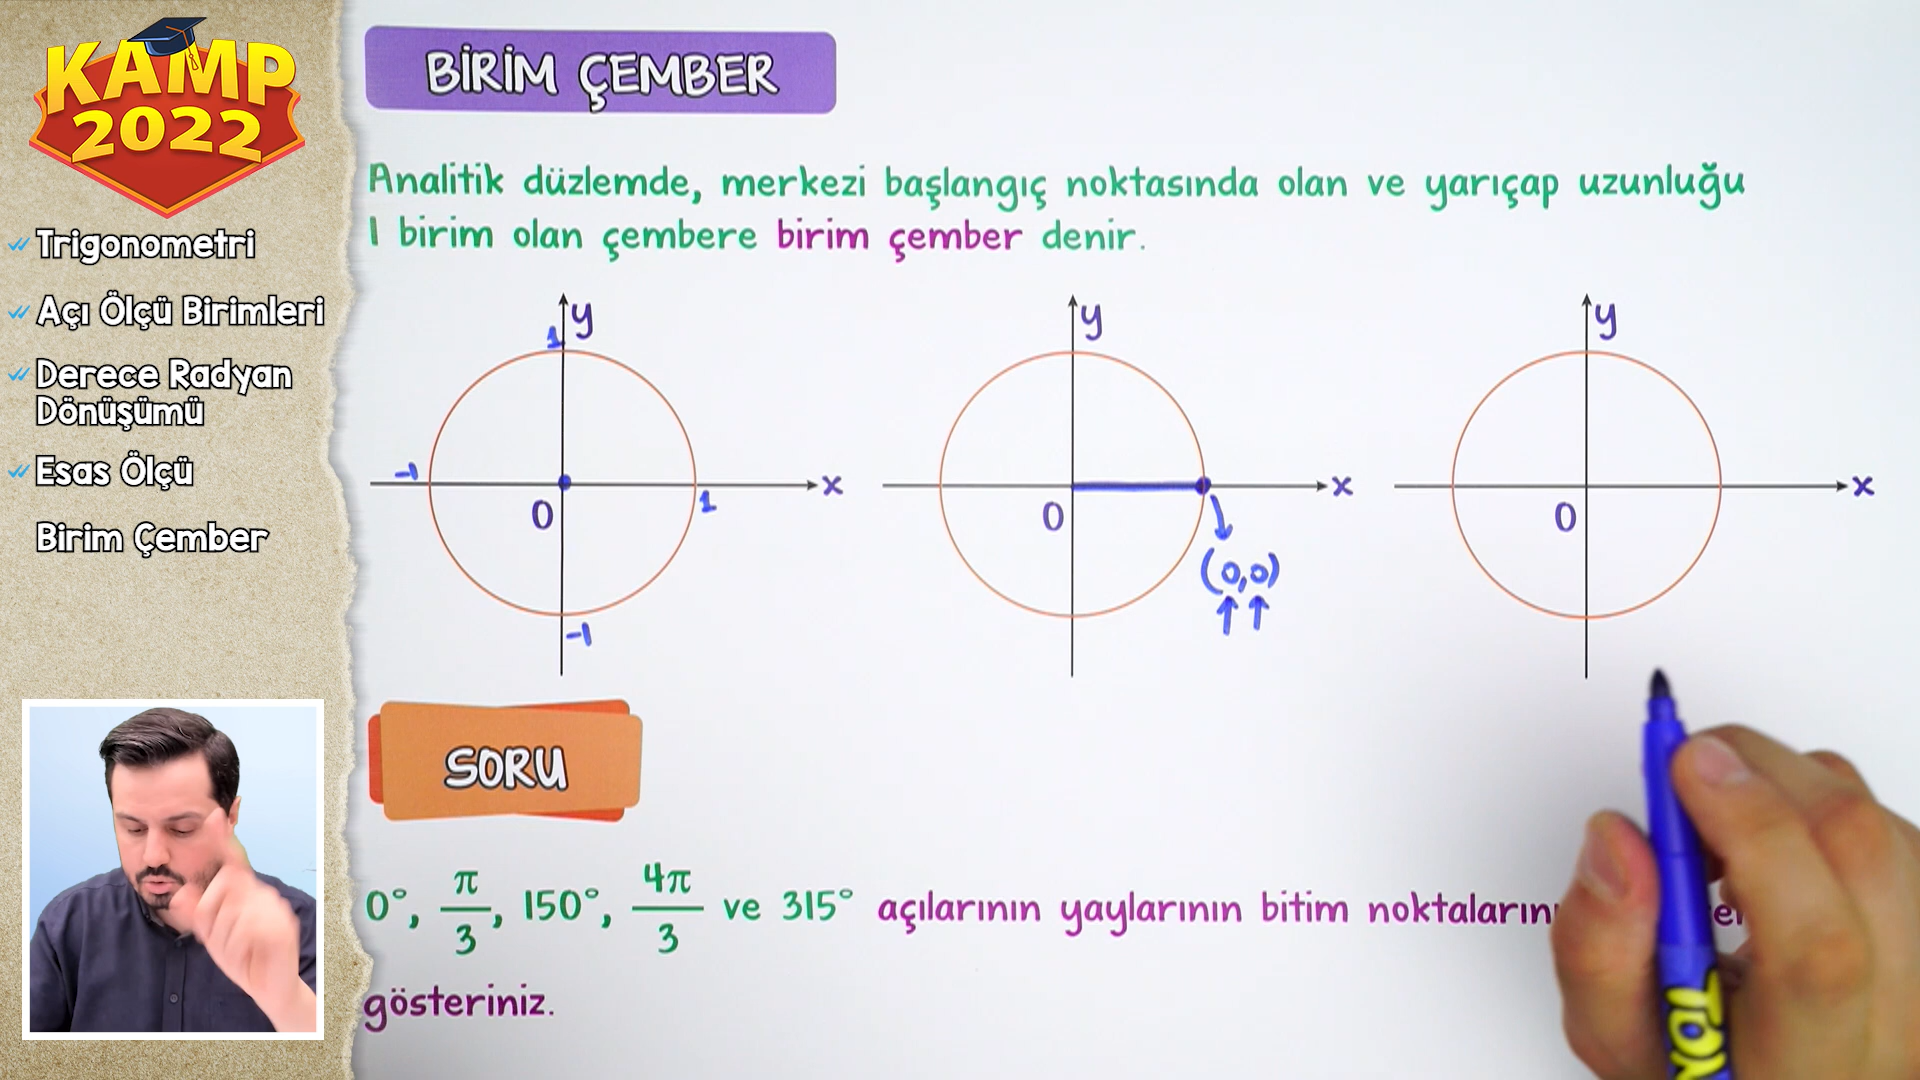 KAMP
2022
Trigonometri
Açı Ölçü Birimleri
Derece Radyan
Dönüşümü
Esas Ölçü
Birim Çember
BİRİM ÇEMBER
Analitik düzlemde, merkezi başlangıç noktasında olan ve yarıçap uzunluğu
1 birim olan çembere birim çember denir.
1 y
-1 x
0 1
-1
y
x
0
(0,0)
y
x
0
SORU
0°, π/3, 150°, 4π/3 ve 315° açılarının yaylarının bitim
gösteriniz.